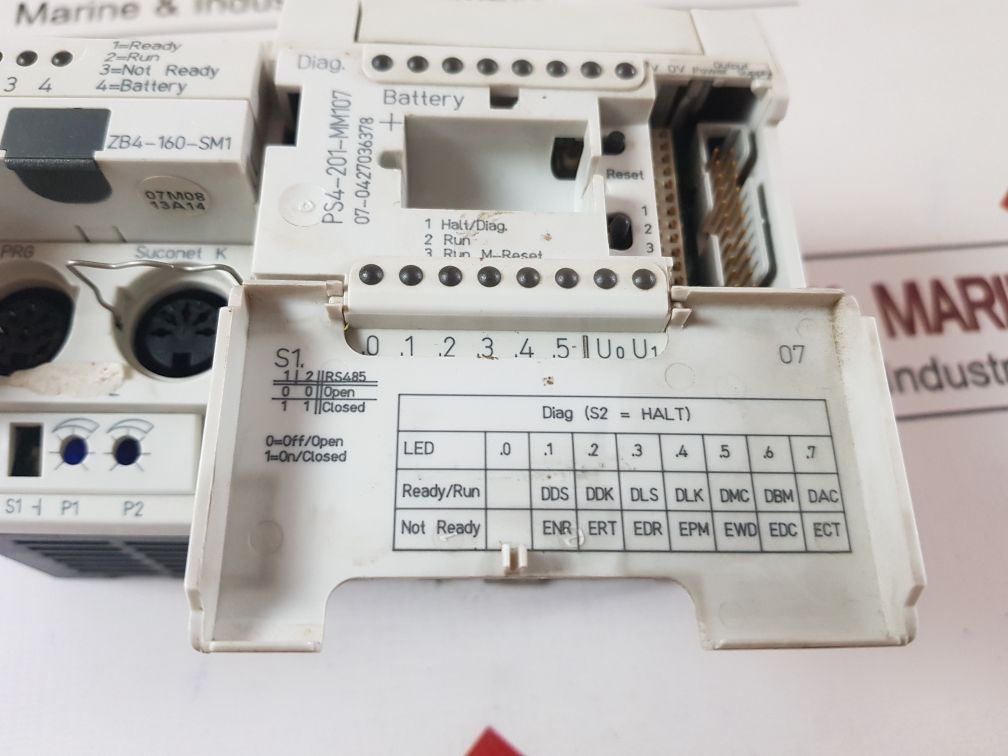 Marine & Indus
1=Ready
2=Run
3=Not Ready
4=Battery
3 4
ZB4-160-SM1
07M08
13A14
PRG
Suconet K
S1
P1
P2
Diag.
Battery
+
PS4-201-MM107
07-0427036378
0V Power Supply
Output
Reset
1
2
3
1 Halt/Diag.
2 Run
3 Run M-Reset
.0 .1 .2 .3 .4 .5 U0 U1
S1.
1 2 RS485
0 0 Open
1 1 Closed
0=Off/Open
1=On/Closed
07
Diag (S2 = HALT)
LED .0 .1 .2 .3 .4 .5 .6 .7
Ready/Run DDS DDK DLS DLK DMC DBM DAC
Not Ready ENR ERT EDR EPM EWD EDC ECT
MARI
ndustr